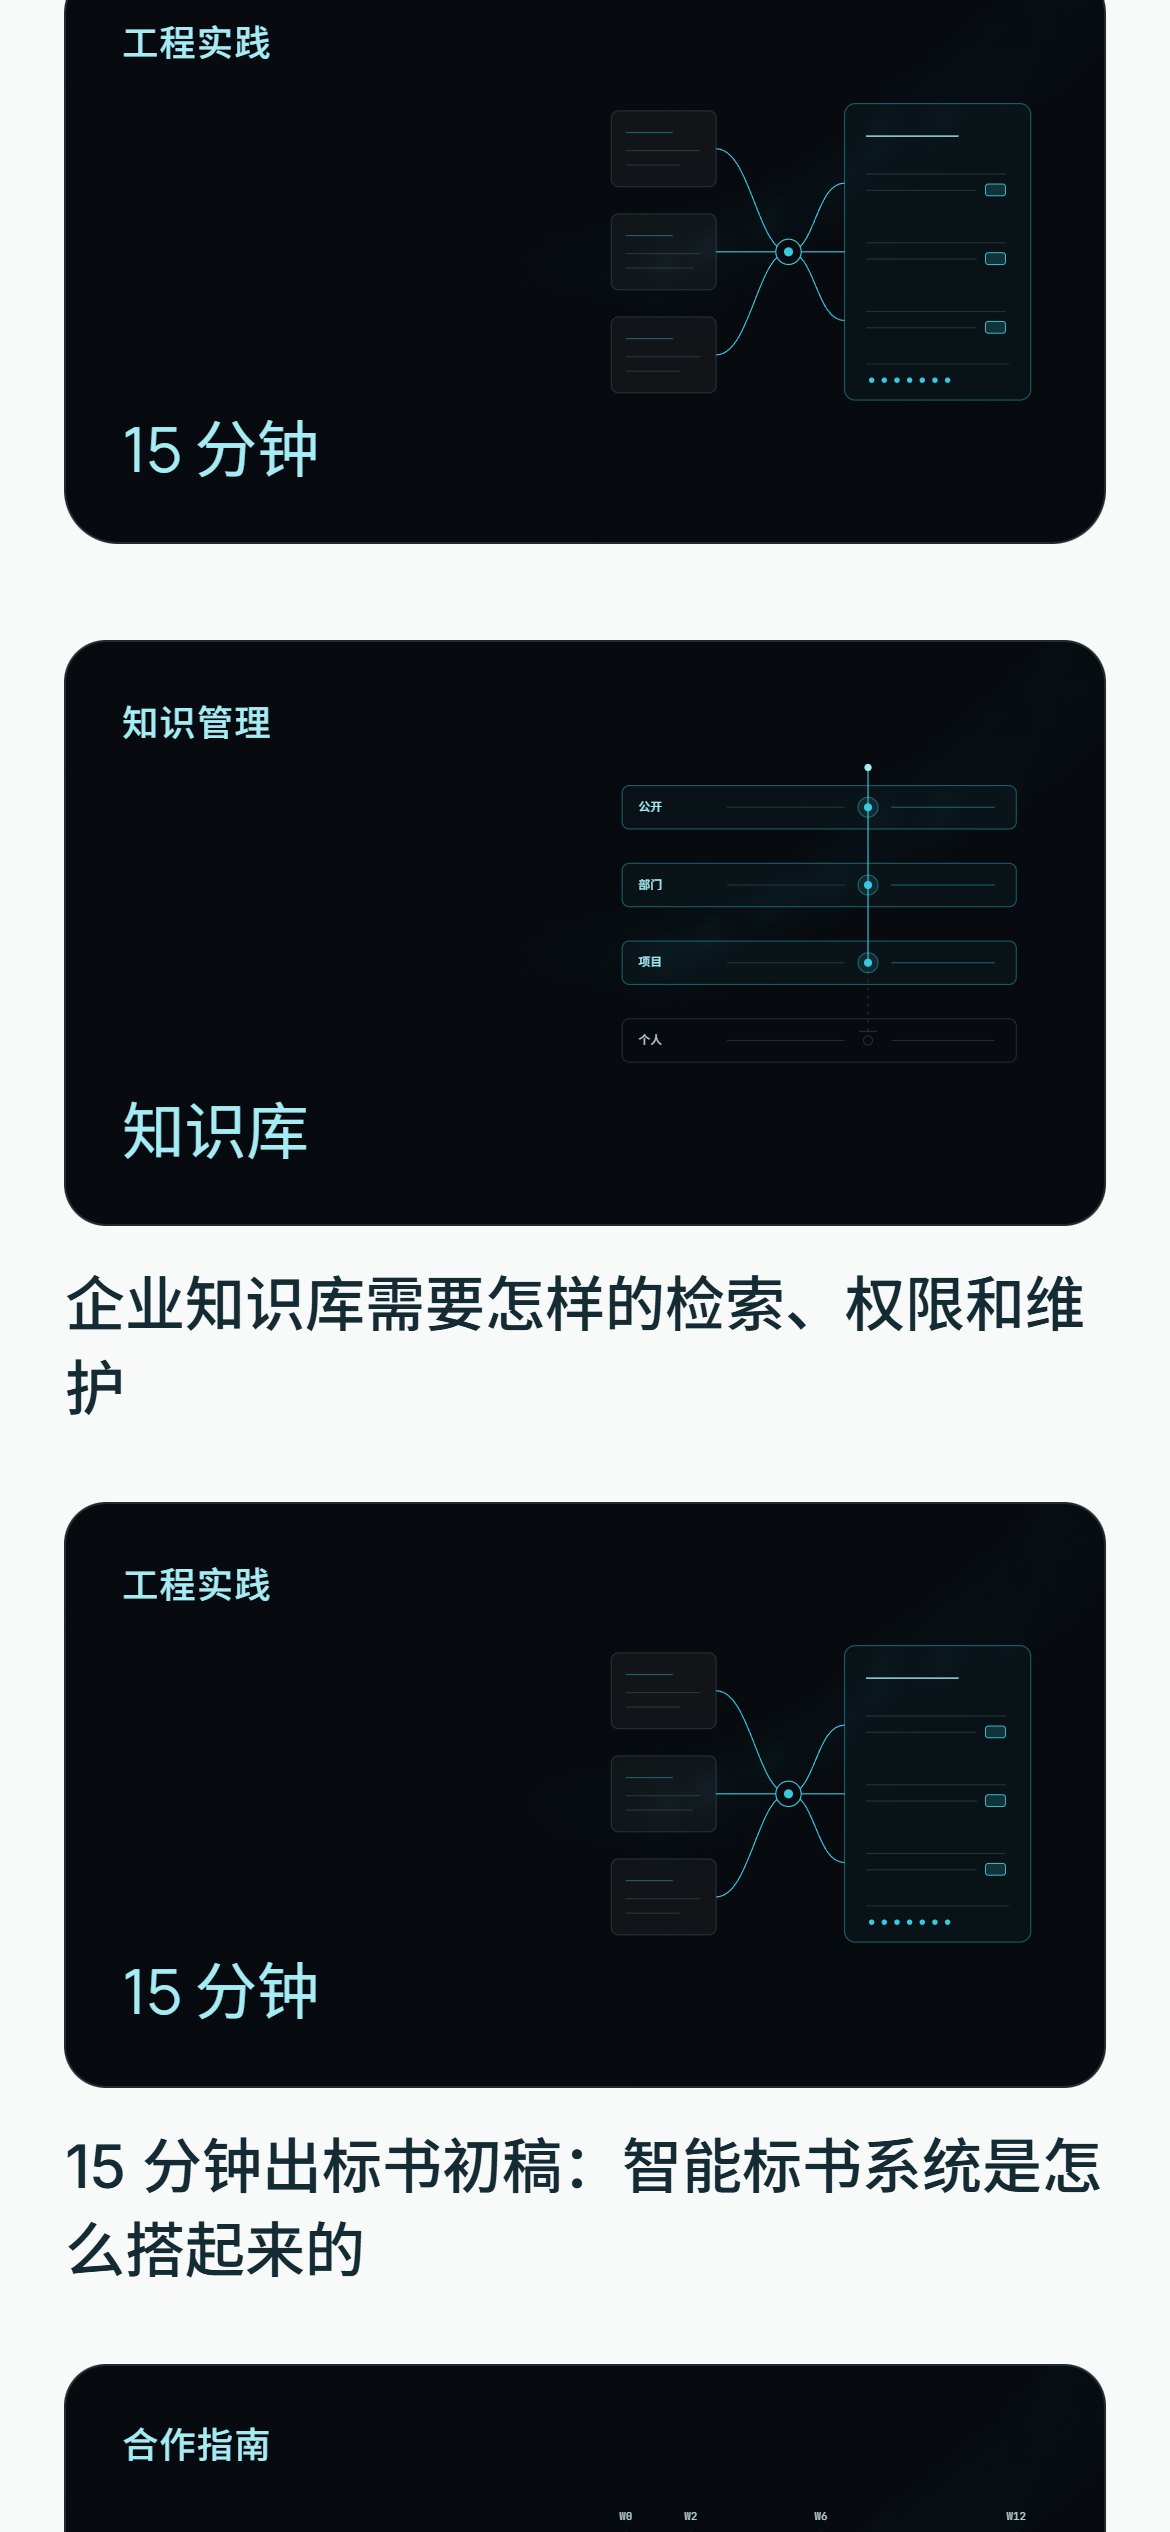 工程实践
15 分钟
知识管理
公开
部门
项目
个人
知识库
企业知识库需要怎样的检索、权限和维
护
工程实践
15 分钟
15 分钟出标书初稿：智能标书系统是怎
么搭起来的
合作指南
W0 W2 W6 W12